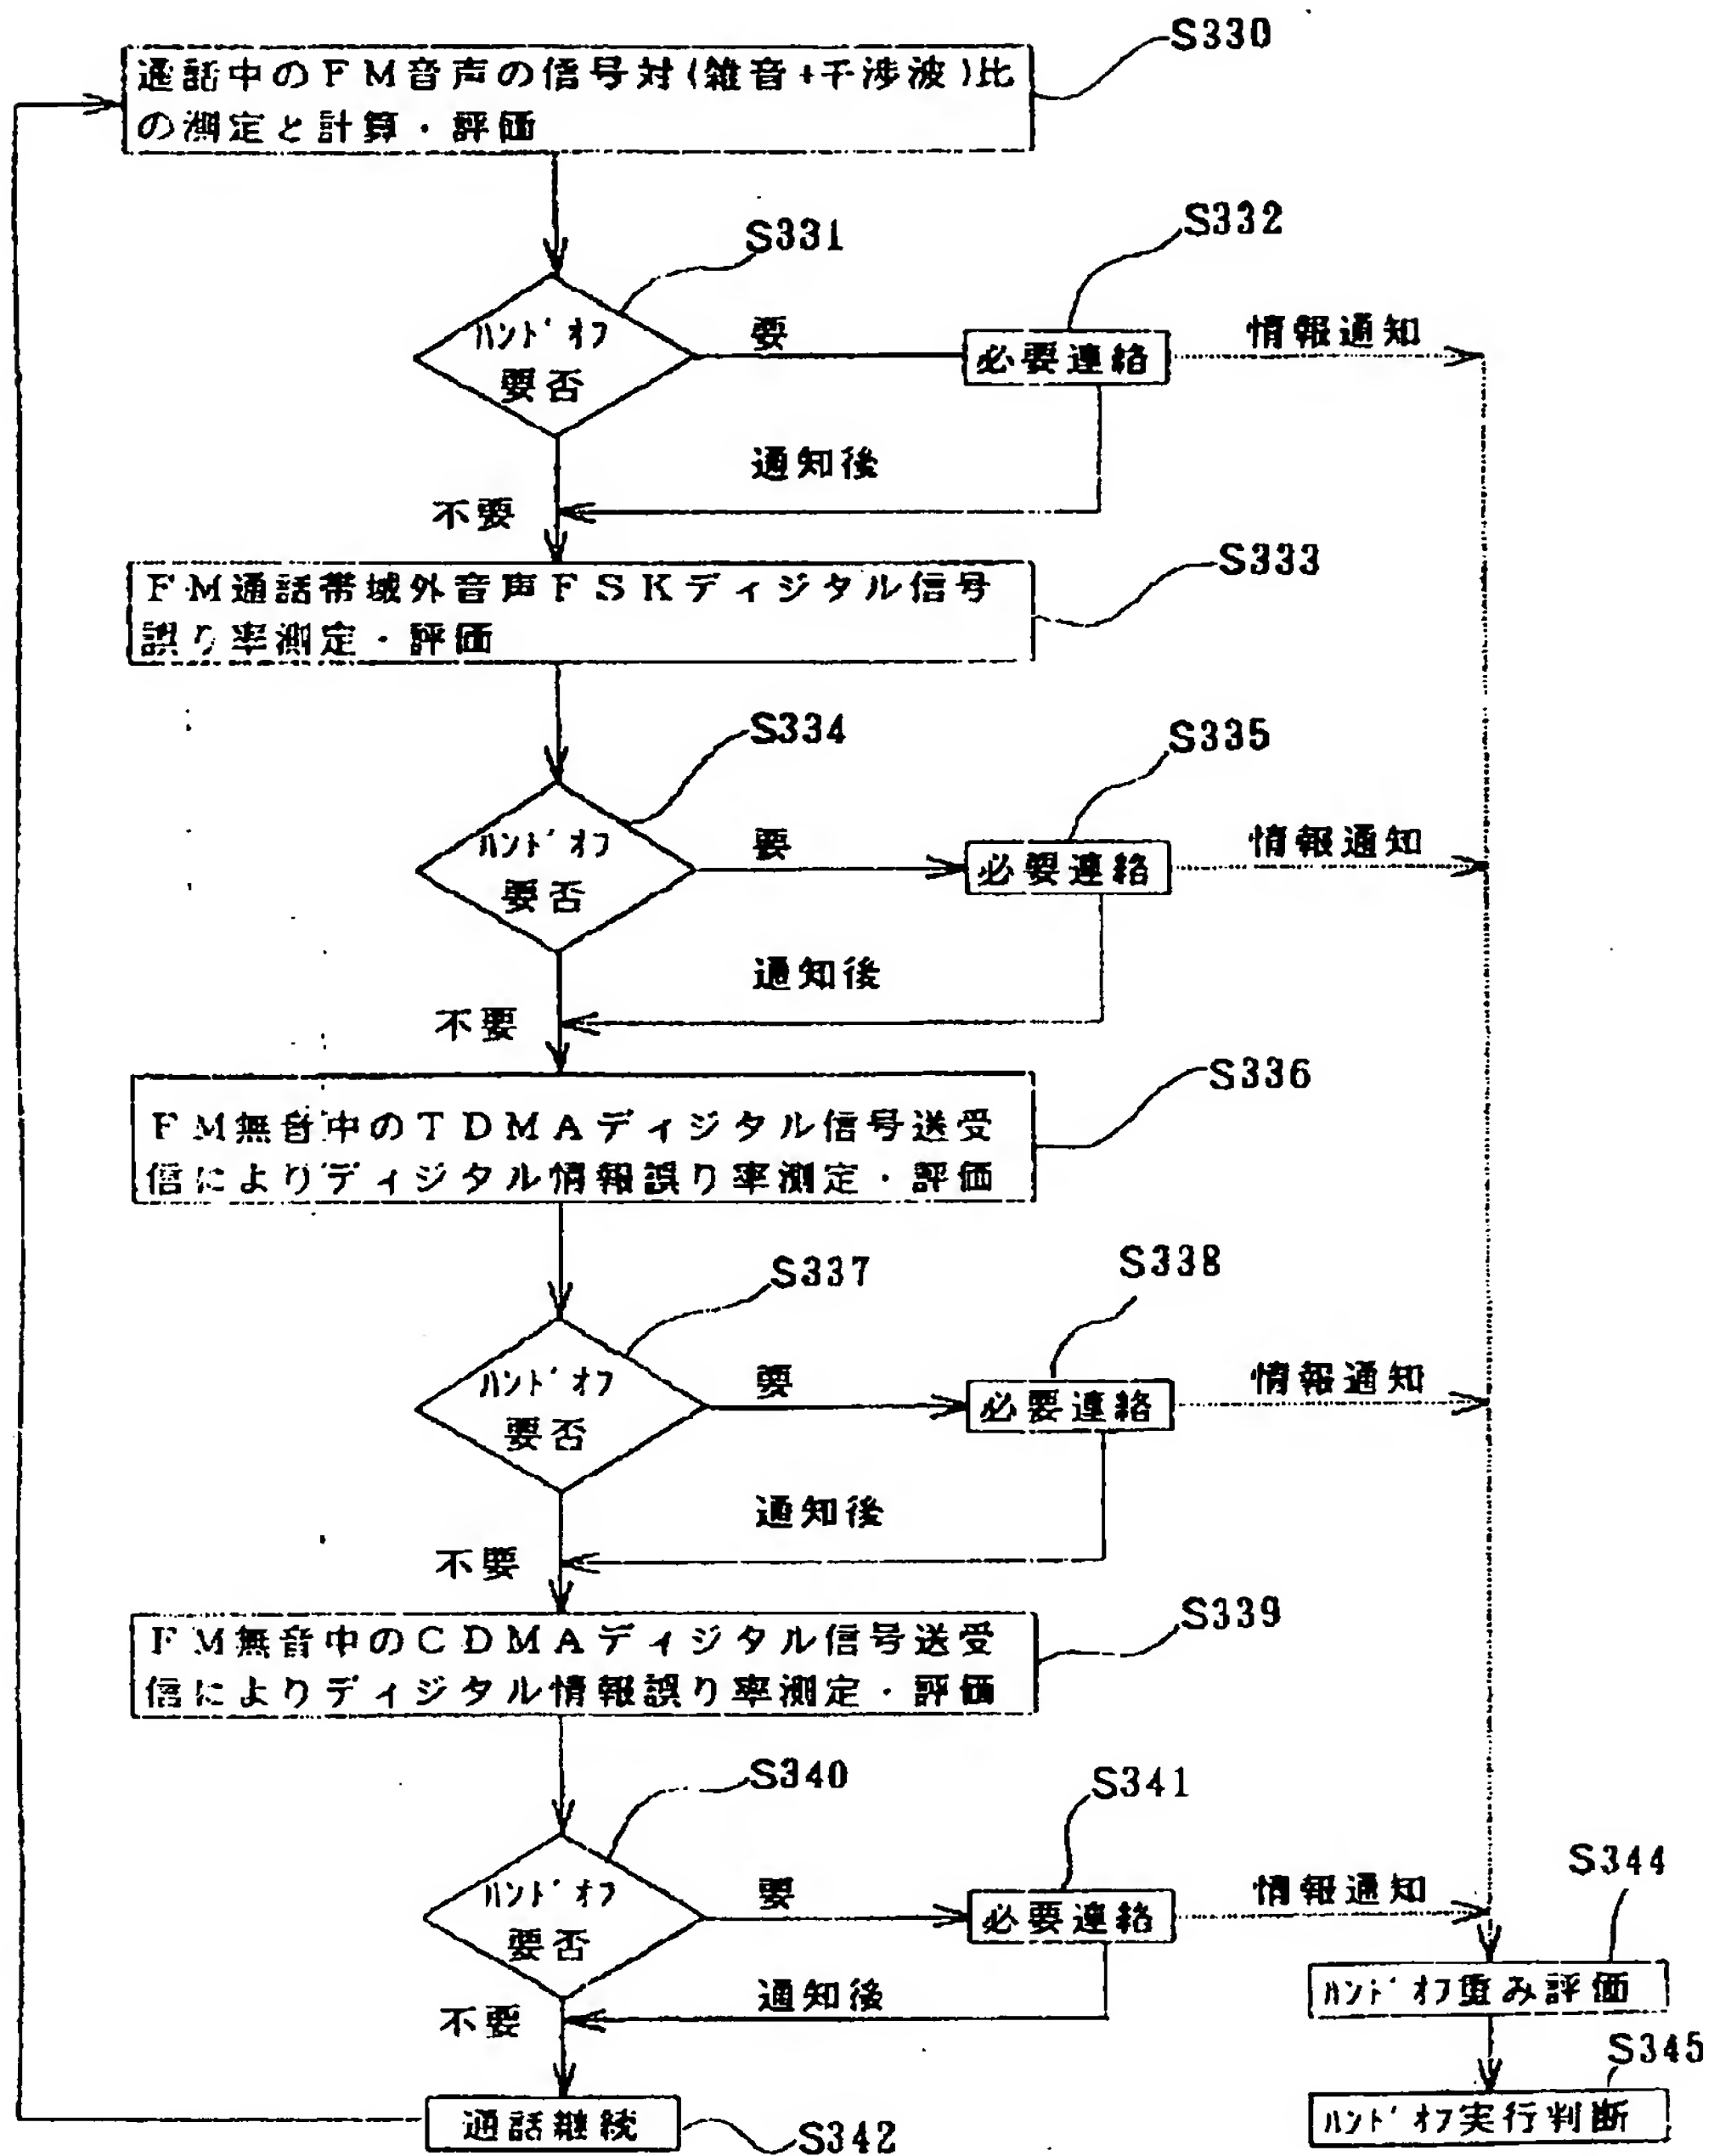 S330
通話中のFM音声の信号対(雑音+干渉波)比
の測定と計算・評価
S331
S332
ハンドオフ
要否
要
必要連絡
情報通知
通知後
不要
S333
FM通話帯域外音声FSKディジタル信号
誤り率測定・評価
S334
S335
ハンドオフ
要否
要
必要連絡
情報通知
通知後
不要
S336
FM無音中のTDMAディジタル信号送受
信によりディジタル情報誤り率測定・評価
S337
S338
ハンドオフ
要否
要
必要連絡
情報通知
通知後
不要
S339
FM無音中のCDMAディジタル信号送受
信によりディジタル情報誤り率測定・評価
S340
S341
ハンドオフ
要否
要
必要連絡
情報通知
S344
通知後
ハンドオフ重み評価
不要
S345
通話継続
S342
ハンドオフ実行判断